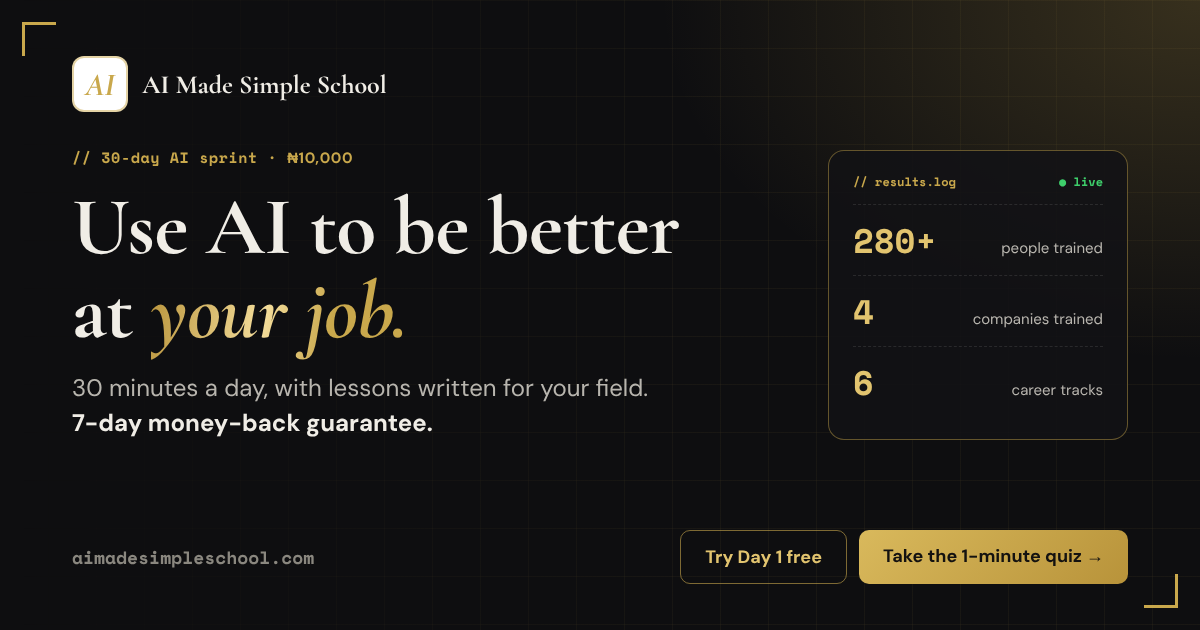 AI
AI Made Simple School
// 30-day AI sprint · ₦10,000
Use AI to be better
at your job.
30 minutes a day, with lessons written for your field.
7-day money-back guarantee.
// results.log
● live
280+ people trained
4 companies trained
6 career tracks
aimadesimpleschool.com
Try Day 1 free
Take the 1-minute quiz →